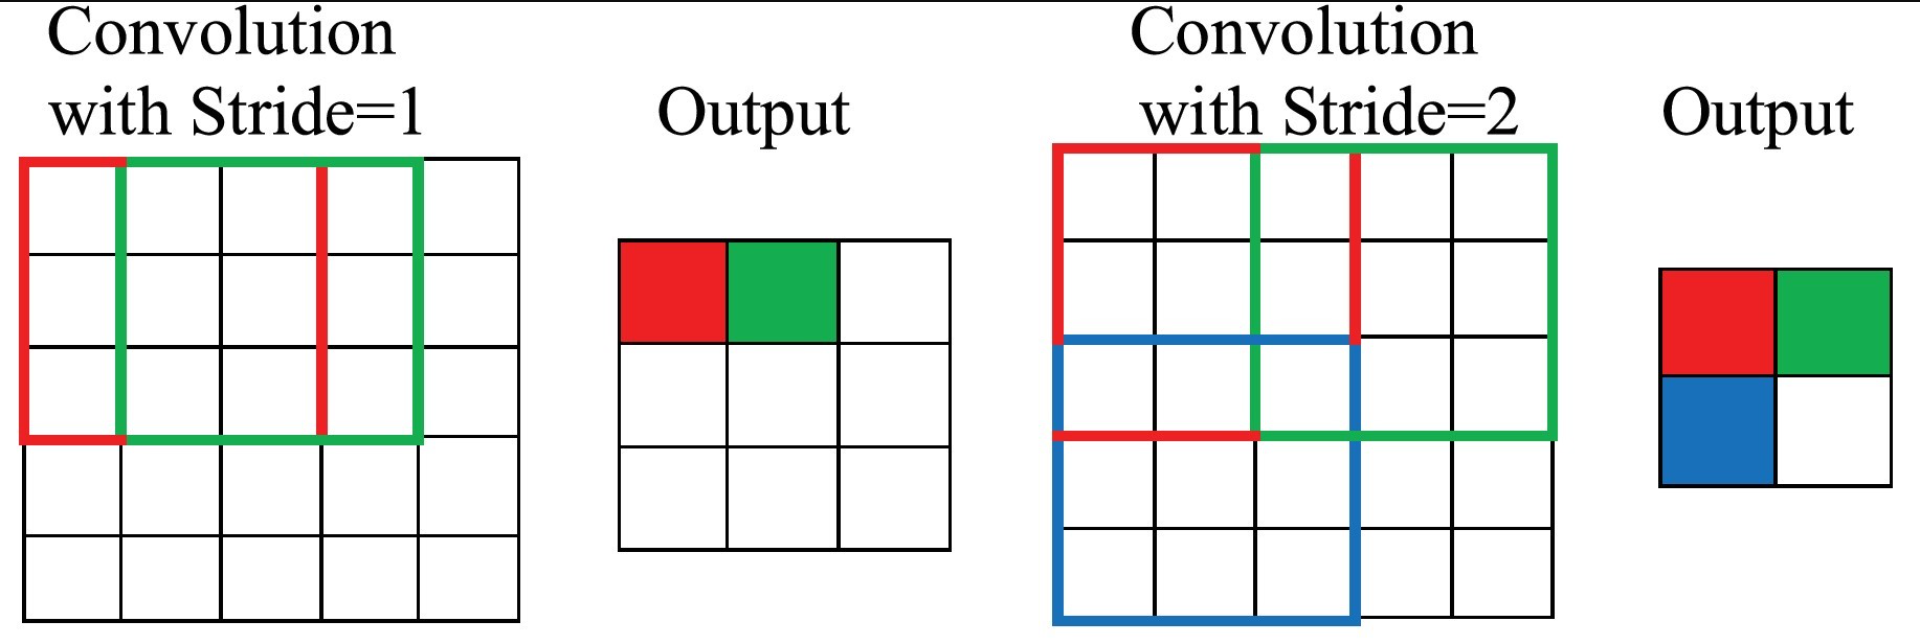 Convolution
with Stride=1
Output
Convolution
with Stride=2
Output